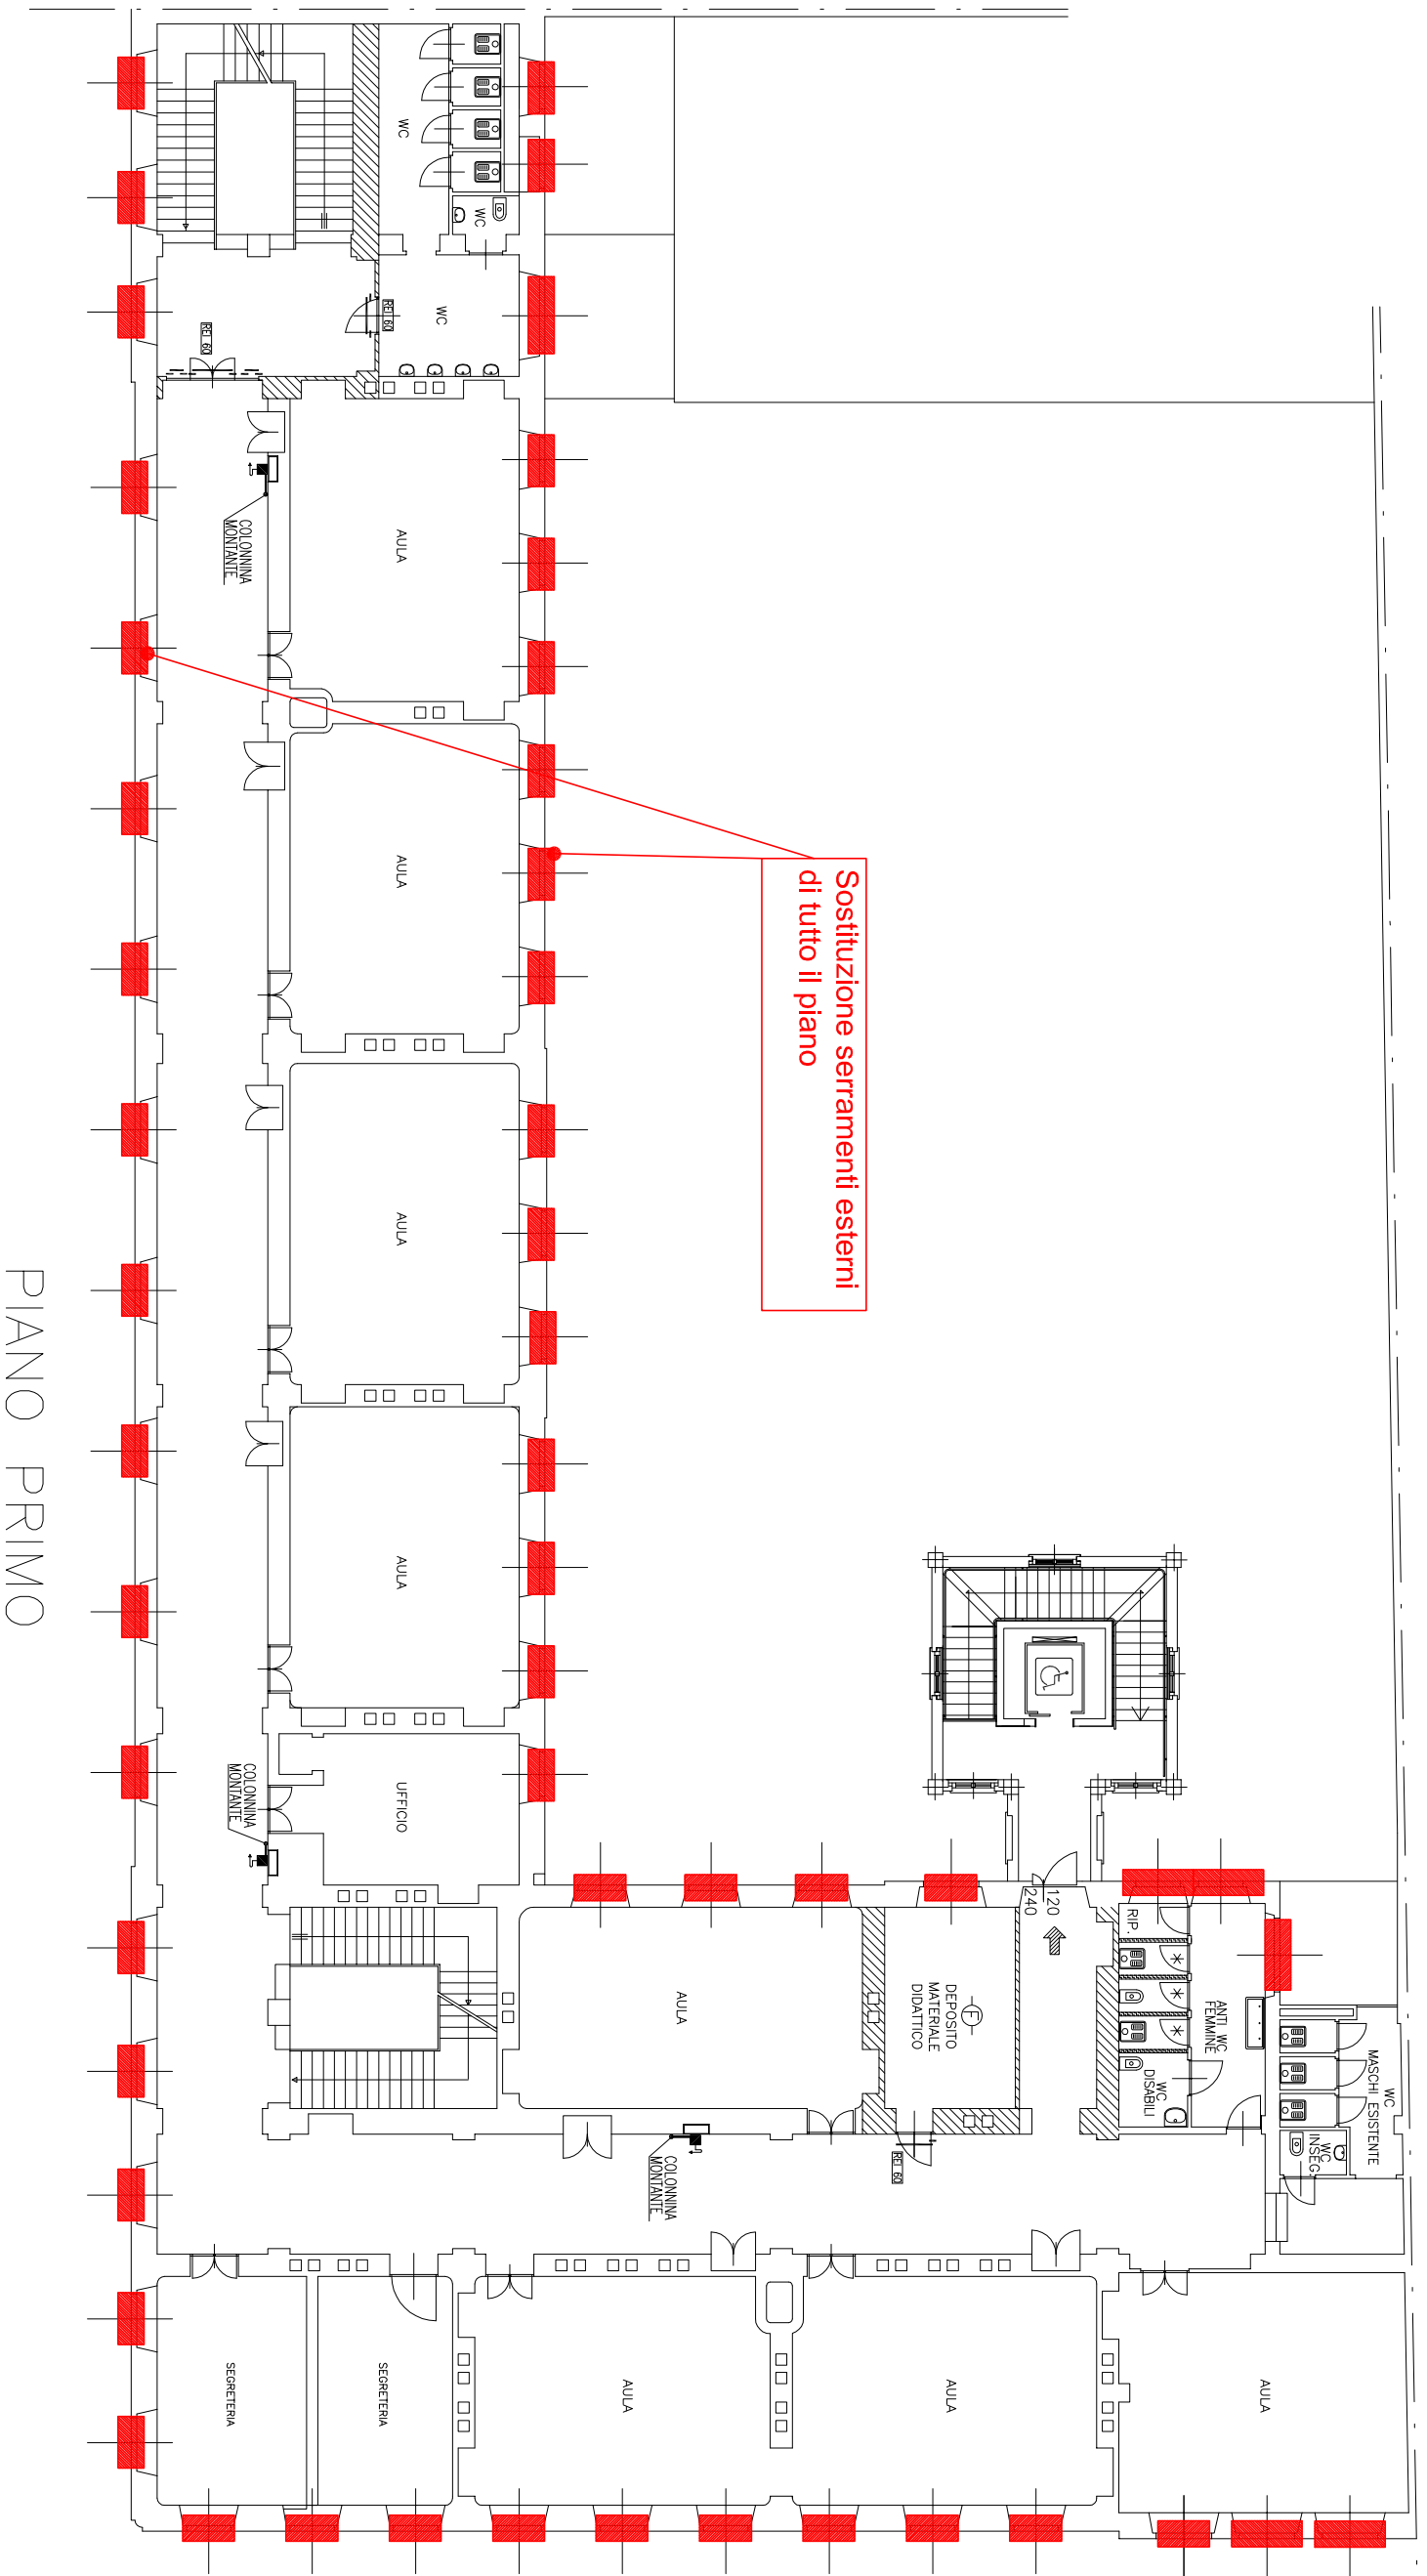 WC
WC
WC
REI 60
REI 60
COLONNINA
MONTANTE
AULA
AULA
Sostituzione serramenti esterni
di tutto il piano
AULA
AULA
PIANO PRIMO
UFFICIO
COLONNINA
MONTANTE
120
240
RIP.
ANTI WC
FEMMINE
WC
DISABILI
WC
MASCHI ESISTENTE
WC
INSEG.
AULA
F
DEPOSITO
MATERIALE
DIDATTICO
REI 60
COLONNINA
MONTANTE
SEGRETERIA
SEGRETERIA
AULA
AULA
AULA